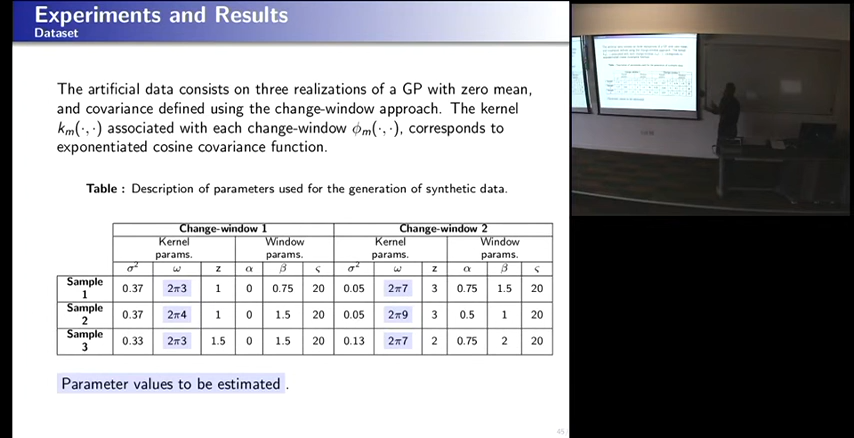 Experiments and Results
Dataset
The artificial data consists on three realizations of a GP with zero mean,
and covariance defined using the change-window approach. The kernel
kₘ(·,·) associated with each change-window ϕₘ(·,·), corresponds to
exponentiated cosine covariance function.
Table : Description of parameters used for the generation of synthetic data.
Change-window 1 Change-window 2
Kernel params. Window params. Kernel params. Window params.
σ² ω z α β ς σ² ω z α β ς
Sample 1 0.37 2π3 1 0 0.75 20 0.05 2π7 3 0.75 1.5 20
Sample 2 0.37 2π4 1 0 1.5 20 0.05 2π9 3 0.5 1 20
Sample 3 0.33 2π3 1.5 0 1.5 20 0.13 2π7 2 0.75 2 20
Parameter values to be estimated .